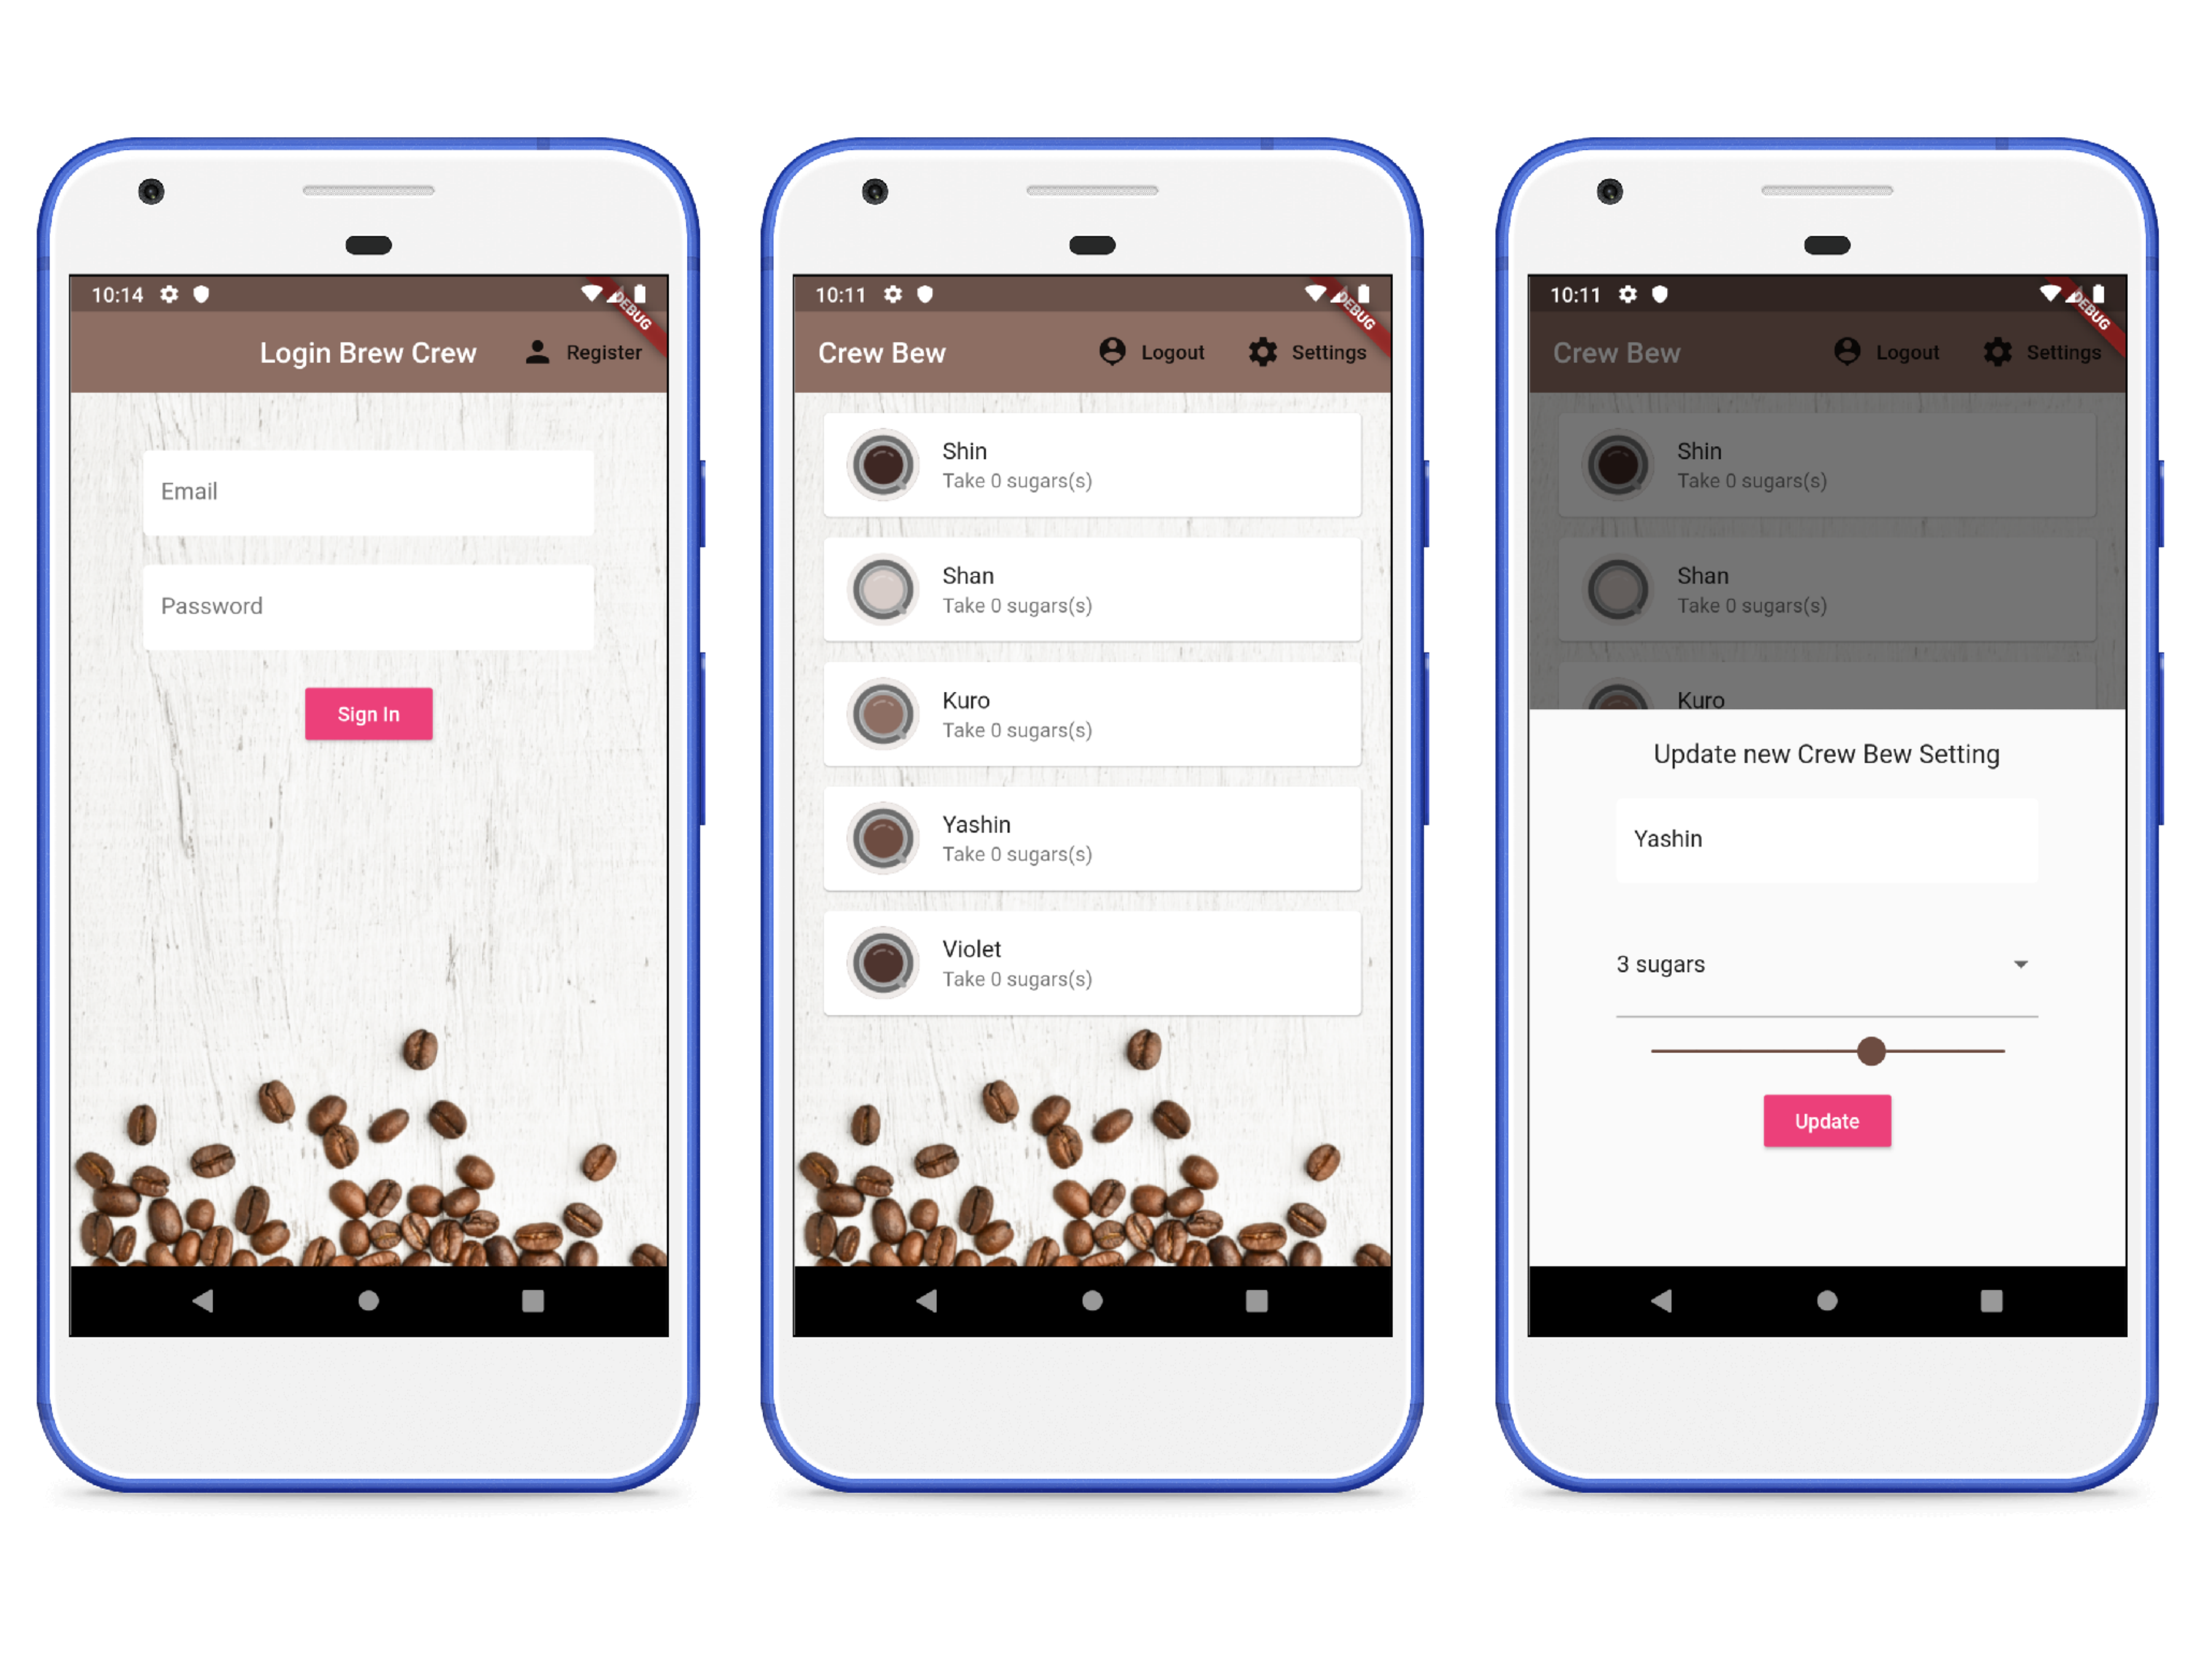 10:14
DEBUG
Login Brew Crew
Register
Email
Password
Sign In
10:11
DEBUG
Crew Bew
Logout
Settings
Shin
Take 0 sugars(s)
Shan
Take 0 sugars(s)
Kuro
Take 0 sugars(s)
Yashin
Take 0 sugars(s)
Violet
Take 0 sugars(s)
10:11
DEBUG
Crew Bew
Logout
Settings
Shin
Take 0 sugars(s)
Shan
Take 0 sugars(s)
Kuro
Update new Crew Bew Setting
Yashin
3 sugars
Update